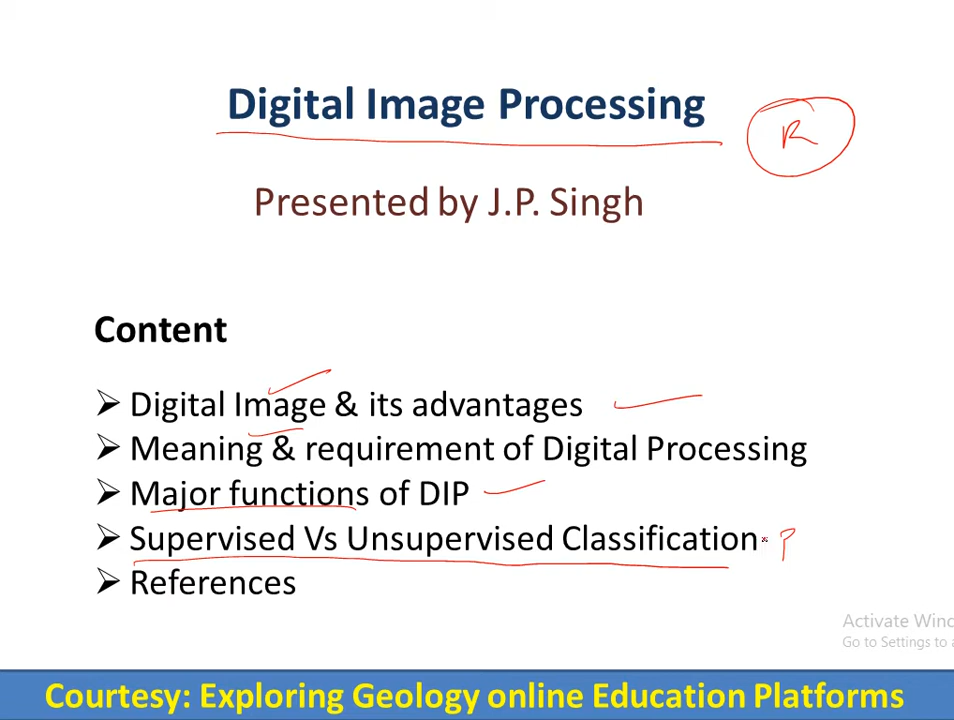 Digital Image Processing
R
Presented by J.P. Singh
Content
➢ Digital Image & its advantages
➢ Meaning & requirement of Digital Processing
➢ Major functions of DIP
➢ Supervised Vs Unsupervised Classification
➢ References
Activate Winc
Go to Settings to a
Courtesy: Exploring Geology online Education Platforms